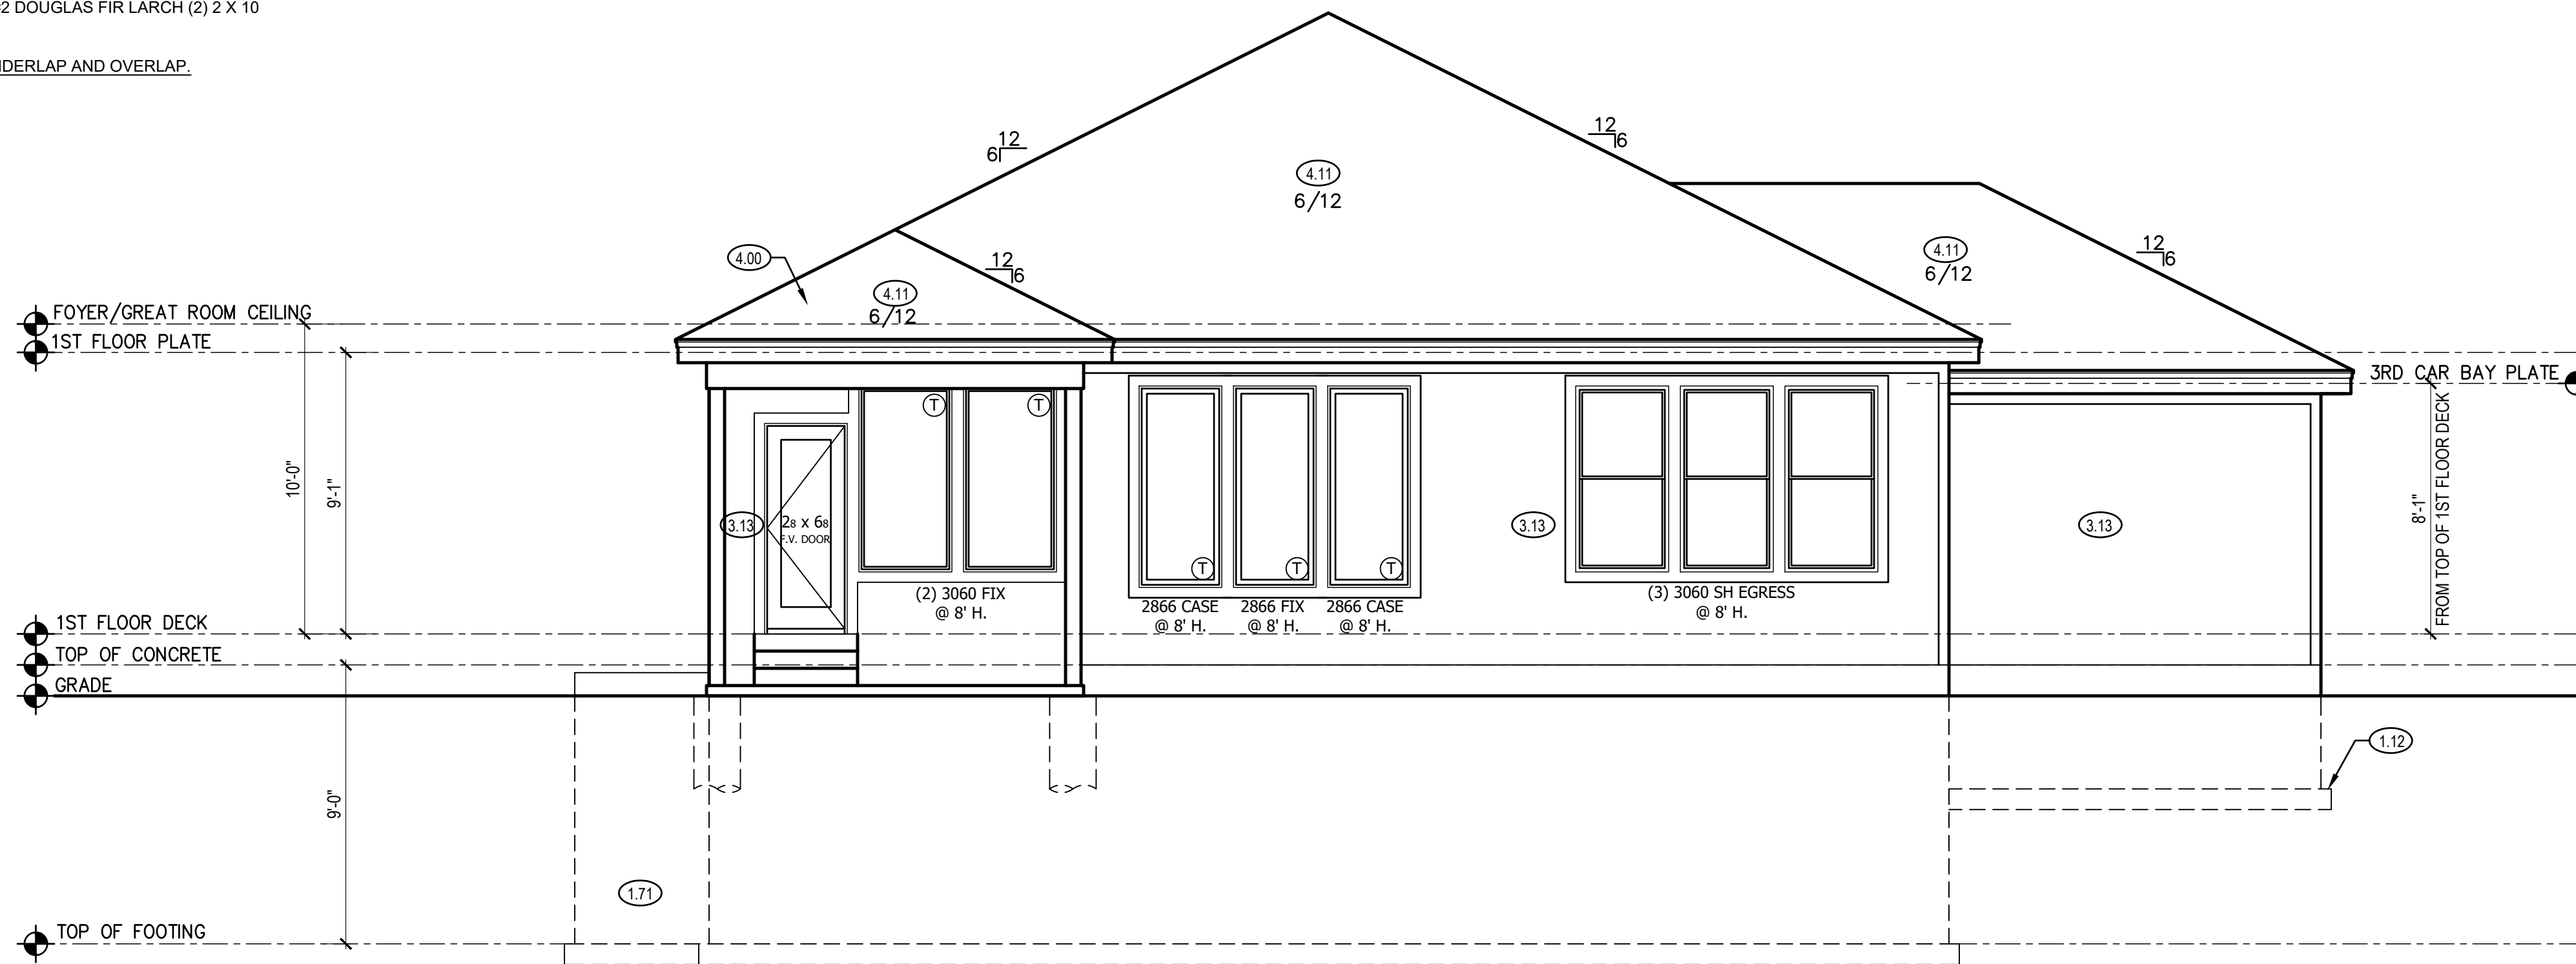 2 DOUGLAS FIR LARCH (2) 2 X 10
DERLAP AND OVERLAP.
12
6
12
6
4.11
6/12
4.00
12
6
4.11
6/12
4.11
6/12
12
6
FOYER/GREAT ROOM CEILING
1ST FLOOR PLATE
3RD CAR BAY PLATE
T
T
10'-0"
9'-1"
3.13
28 x 68
F.V. DOOR
3.13
3.13
8'-1"
FROM TOP OF 1ST FLOOR DECK
T
T
T
(2) 3060 FIX
@ 8' H.
2866 CASE
@ 8' H.
2866 FIX
@ 8' H.
2866 CASE
@ 8' H.
(3) 3060 SH EGRESS
@ 8' H.
1ST FLOOR DECK
TOP OF CONCRETE
GRADE
1.12
9'-0"
1.71
TOP OF FOOTING